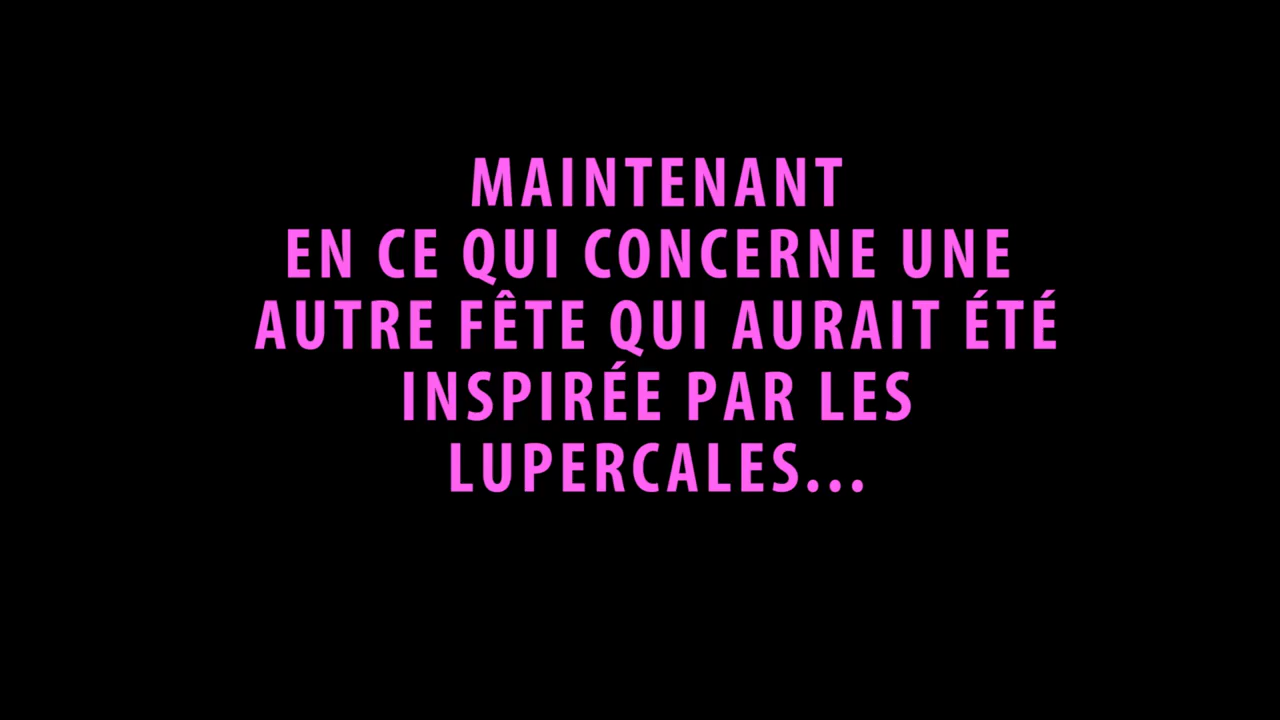 MAINTENANT
EN CE QUI CONCERNE UNE
AUTRE FÊTE QUI AURAIT ÉTÉ
INSPIRÉE PAR LES
LUPERCALES...